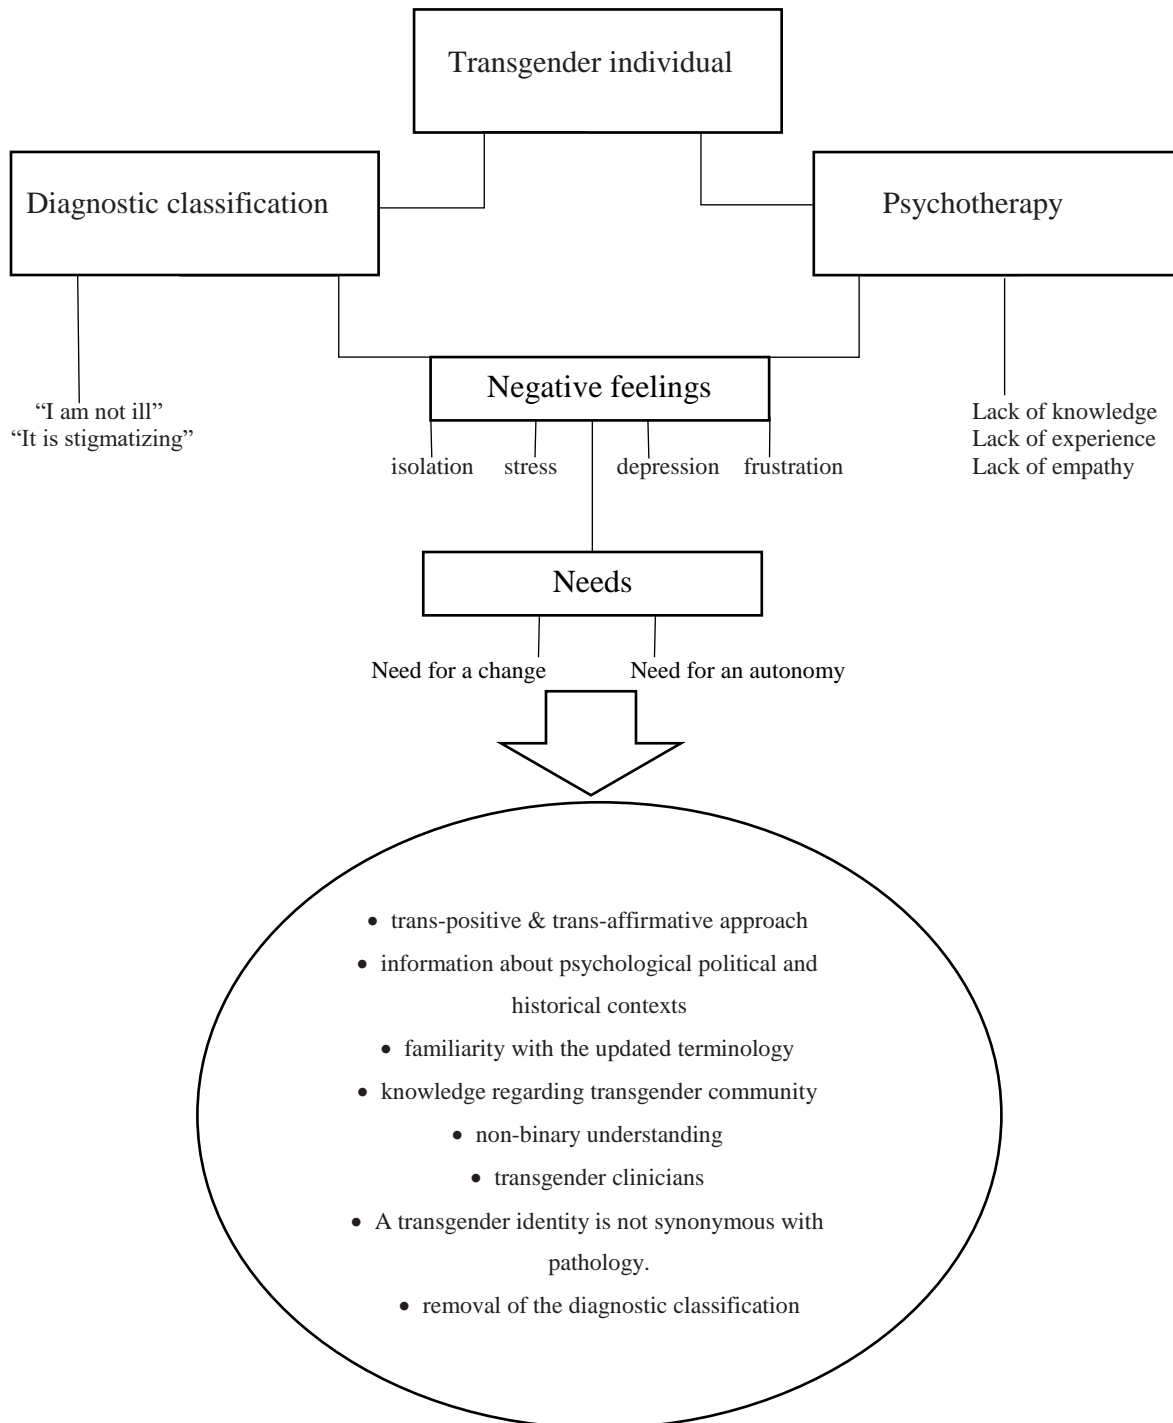 Transgender individual
Diagnostic classification
Psychotherapy
“I am not ill”
“It is stigmatizing”
Negative feelings
isolation stress depression frustration
Lack of knowledge
Lack of experience
Lack of empathy
Needs
Need for a change Need for an autonomy
• trans-positive & trans-affirmative approach
• information about psychological political and
historical contexts
• familiarity with the updated terminology
• knowledge regarding transgender community
• non-binary understanding
• transgender clinicians
• A transgender identity is not synonymous with
pathology.
• removal of the diagnostic classification